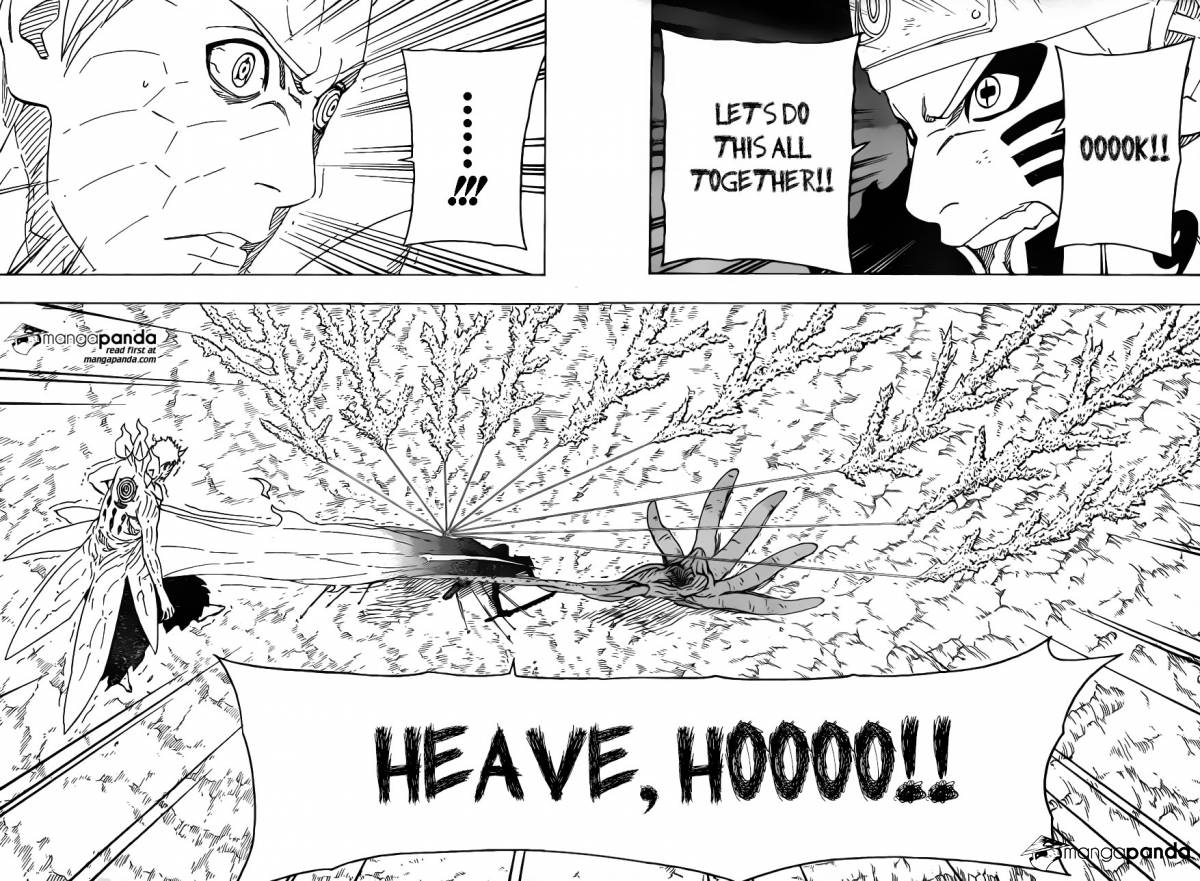 OOOOK!!
LET'S DO
THIS ALL
TOGETHER!!
......!!!
mangapanda
read first at
mangapanda.com
HEAVE, HOOOO!!
mangapanda